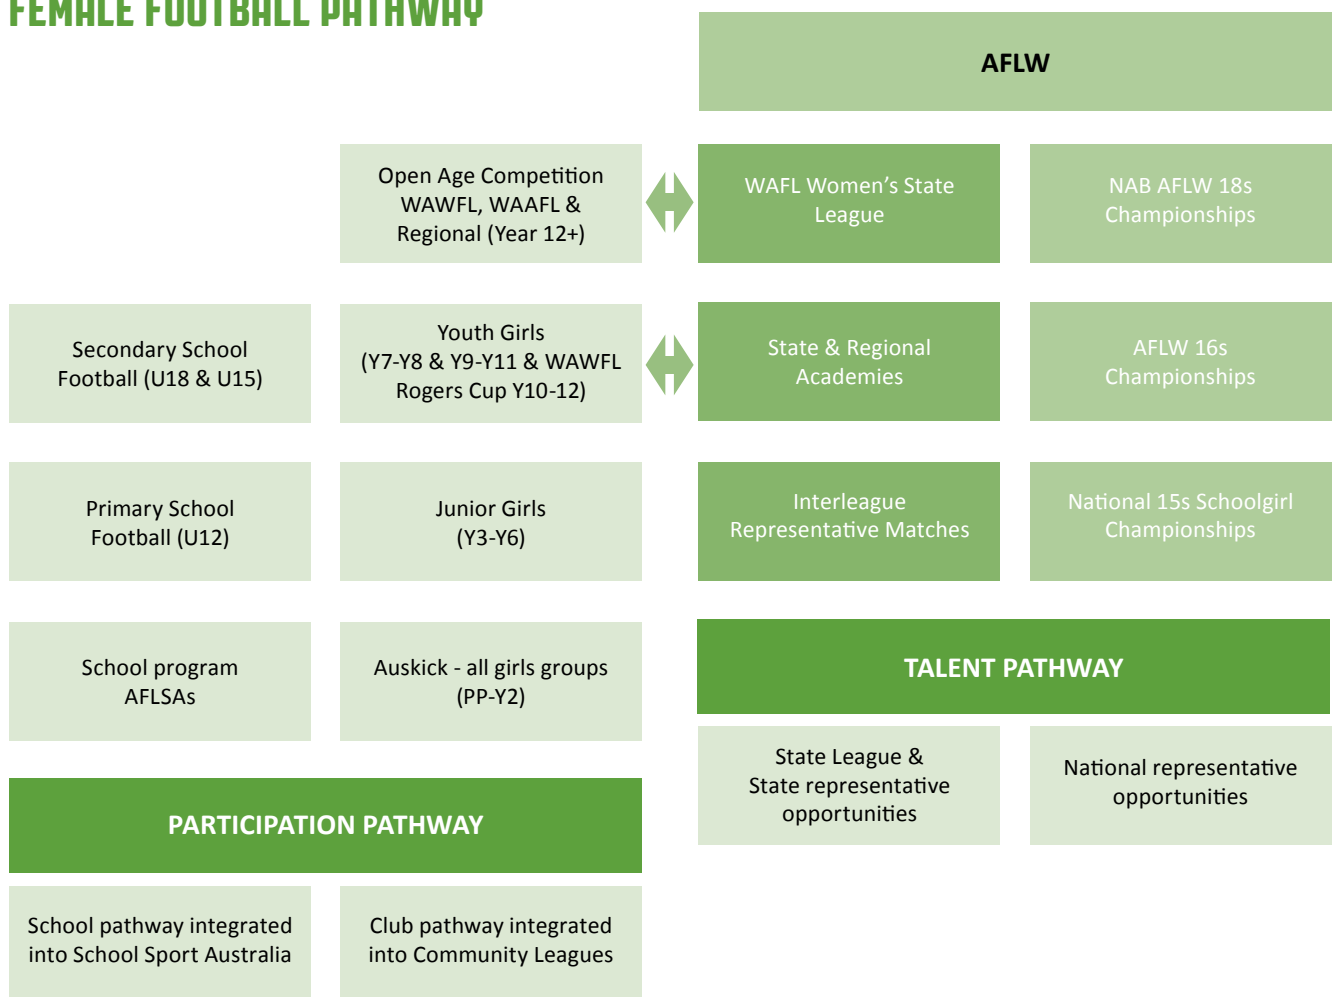 FEMALE FOOTBALL PATHWAY
AFLW
Open Age Competition
WAWFL, WAAFL &
Regional (Year 12+)
WAFL Women’s State
League
NAB AFLW 18s
Championships
Secondary School
Football (U18 & U15)
Youth Girls
(Y7-Y8 & Y9-Y11 & WAWFL
Rogers Cup Y10-12)
State & Regional
Academies
AFLW 16s
Championships
Primary School
Football (U12)
Junior Girls
(Y3-Y6)
Interleague
Representative Matches
National 15s Schoolgirl
Championships
School program
AFLSAs
Auskick - all girls groups
(PP-Y2)
TALENT PATHWAY
State League &
State representative
opportunities
National representative
opportunities
PARTICIPATION PATHWAY
School pathway integrated
into School Sport Australia
Club pathway integrated
into Community Leagues